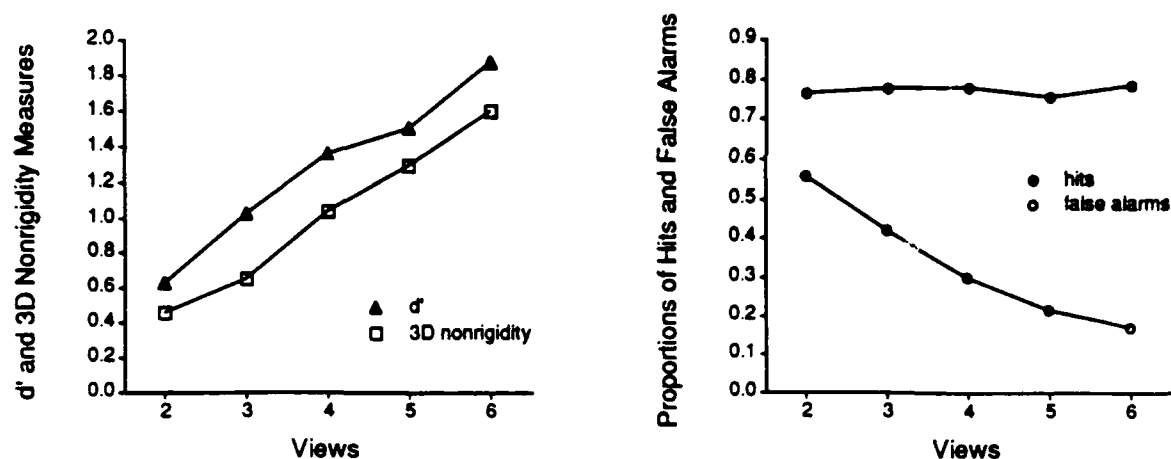 d' and 3D Nonrigidity Measures
2.0
1.8
1.6
1.4
1.2
1.0
0.8
0.6
0.4
0.2
0.0
d'
3D nonrigidity
2 3 4 5 6
Views
Proportions of Hits and False Alarms
0.9
0.8
0.7
0.6
0.5
0.4
0.3
0.2
0.1
0.0
hits
false alarms
2 3 4 5 6
Views